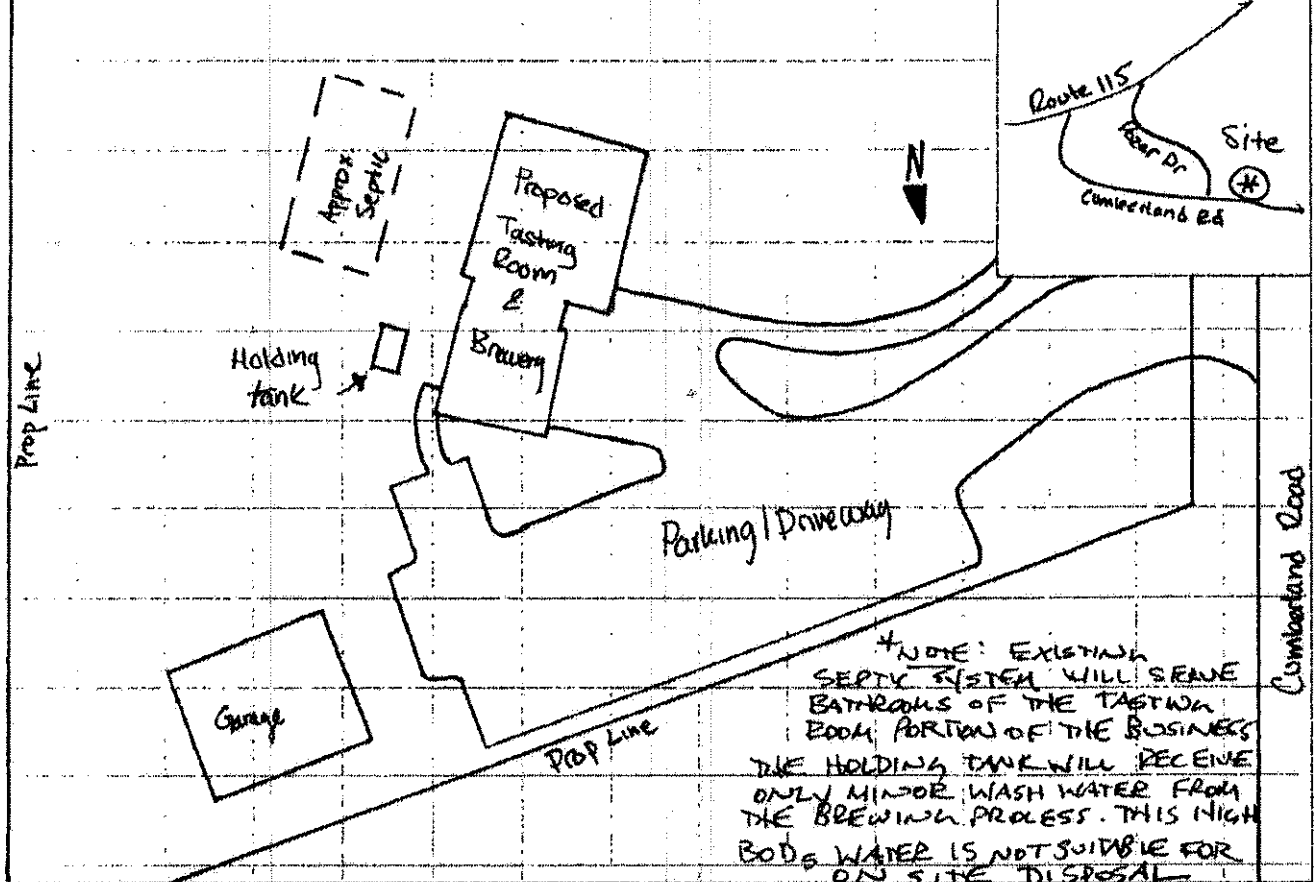 Route 115
Site
Cumberland Rd
N
Approx.
Septic
Proposed
Tasting
Room
&
Brewery
Holding
tank
Prop Line
Parking/Driveway
Cumberland Road
Garage
Prop Line
*NOTE: EXISTING
SEPTIC SYSTEM WILL SERVE
BATHROOMS OF THE TASTING
ROOM PORTION OF THE BUSINESS
THE HOLDING TANK WILL RECEIVE
ONLY MINOR WASH WATER FROM
THE BREWING PROCESS. THIS HIGH
BOD5 WATER IS NOT SUITABLE FOR
ON SITE DISPOSAL